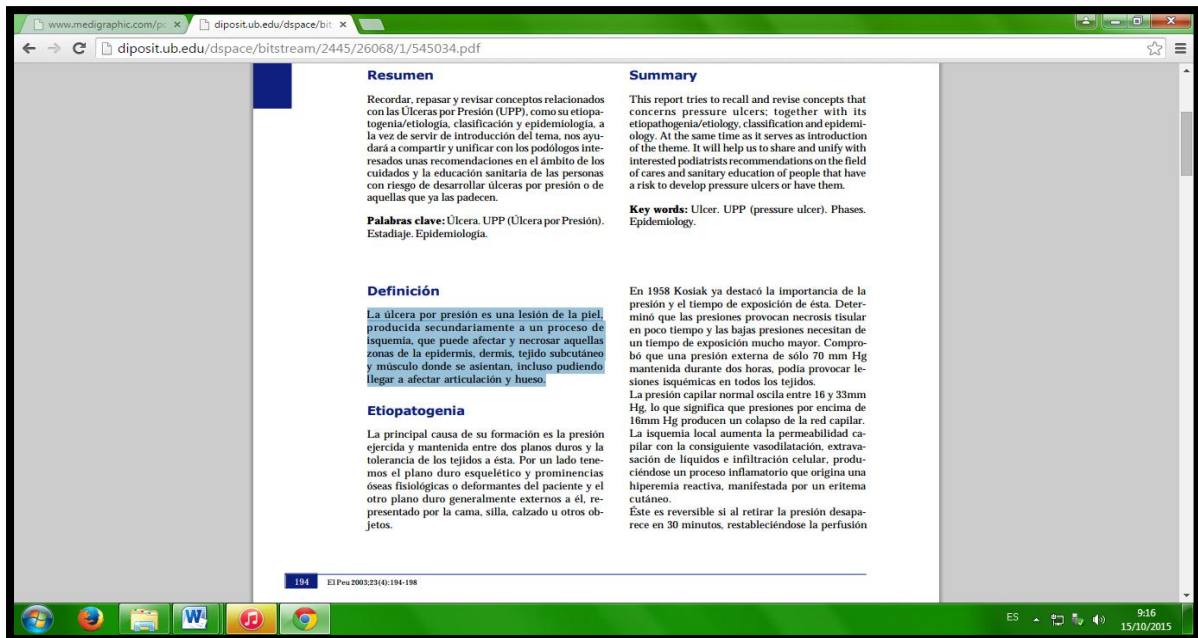 www.medigraphic.com/pc
diposit.ub.edu/dspace/bit
diposit.ub.edu/dspace/bitstream/2445/26068/1/545034.pdf
Resumen
Recordar, repasar y revisar conceptos relacionados
con las Úlceras por Presión (UPP), como su etiopa-
togenia/etiología, clasificación y epidemiología, a
la vez de servir de introducción del tema, nos ayu-
dará a compartir y unificar con los podólogos inte-
resados unas recomendaciones en el ámbito de los
cuidados y la educación sanitaria de las personas
con riesgo de desarrollar úlceras por presión o de
aquellas que ya las padecen.
Palabras clave: Úlcera. UPP (Úlcera por Presión).
Estadiaje. Epidemiología.
Summary
This report tries to recall and revise concepts that
concerns pressure ulcers; together with its
etiopathogenia/etiology, classification and epidemi-
ology. At the same time as it serves as introduction
of the theme. It will help us to share and unify with
interested podiatrists recommendations on the field
of cares and sanitary education of people that have
a risk to develop pressure ulcers or have them.
Key words: Ulcer. UPP (pressure ulcer). Phases.
Epidemiology.
Definición
La úlcera por presión es una lesión de la piel,
producida secundariamente a un proceso de
isquemia, que puede afectar y necrosar aquellas
zonas de la epidermis, dermis, tejido subcutáneo
y músculo donde se asientan, incluso pudiendo
llegar a afectar articulación y hueso.
Etiopatogenia
La principal causa de su formación es la presión
ejercida y mantenida entre dos planos duros y la
tolerancia de los tejidos a ésta. Por un lado tene-
mos el plano duro esquelético y prominencias
óseas fisiológicas o deformantes del paciente y el
otro plano duro generalmente externos a él, re-
presentado por la cama, silla, calzado u otros ob-
jetos.
En 1958 Kosiak ya destacó la importancia de la
presión y el tiempo de exposición de ésta. Deter-
minó que las presiones provocan necrosis tisular
en poco tiempo y las bajas presiones necesitan de
un tiempo de exposición mucho mayor. Compro-
bó que una presión externa de sólo 70 mm Hg
mantenida durante dos horas, podía provocar le-
siones isquémicas en todos los tejidos.
La presión capilar normal oscila entre 16 y 33mm
Hg, lo que significa que presiones por encima de
16mm Hg producen un colapso de la red capilar.
La isquemia local aumenta la permeabilidad ca-
pilar con la consiguiente vasodilatación, extrava-
sación de líquidos e infiltración celular, produ-
ciéndose un proceso inflamatorio que origina una
hiperemia reactiva, manifestada por un eritema
cutáneo.
Éste es reversible si al retirar la presión desapa-
rece en 30 minutos, restableciéndose la perfusión
194 El Peu 2003;23(4):194-198
ES
9:16
15/10/2015